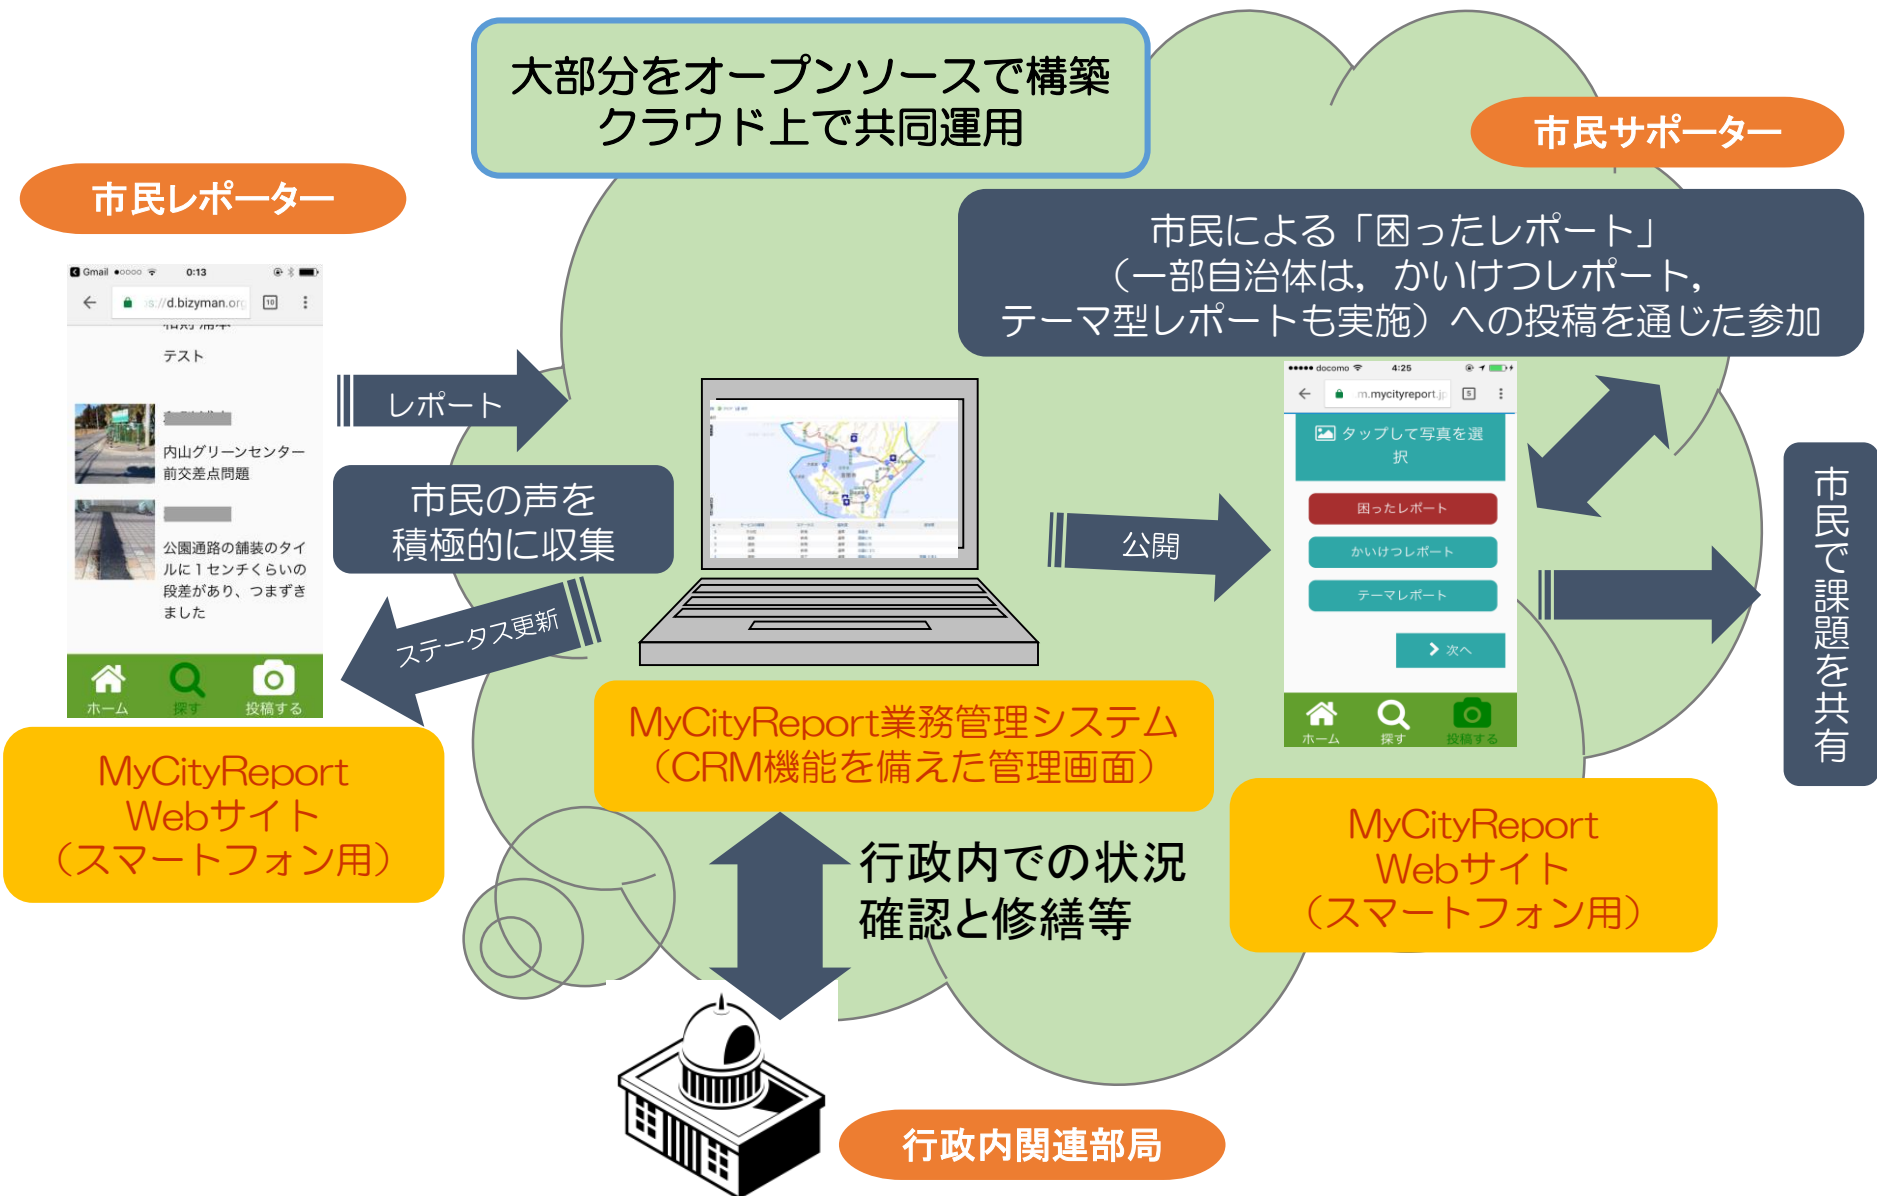 大部分をオープンソースで構築
クラウド上で共同運用
市民サポーター
市民レポーター
市民による「困ったレポート」
（一部自治体は，かいけつレポート，
テーマ型レポートも実施）への投稿を通じた参加
Gmail
0:13
d.bizyman.org
10
テスト
内山グリーンセンター
前交差点問題
公園通路の舗装のタイ
ルに１センチくらいの
段差があり、つまずき
ました
ホーム
探す
投稿する
レポート
市民の声を
積極的に収集
ステータス更新
公開
docomo
4:25
m.mycityreport.jp
5
タップして写真を選
択
困ったレポート
かいけつレポート
テーマレポート
次へ
ホーム
探す
投稿する
市民で課題を共有
MyCityReport
Webサイト
（スマートフォン用）
MyCityReport業務管理システム
（CRM機能を備えた管理画面）
MyCityReport
Webサイト
（スマートフォン用）
行政内での状況
確認と修繕等
行政内関連部局